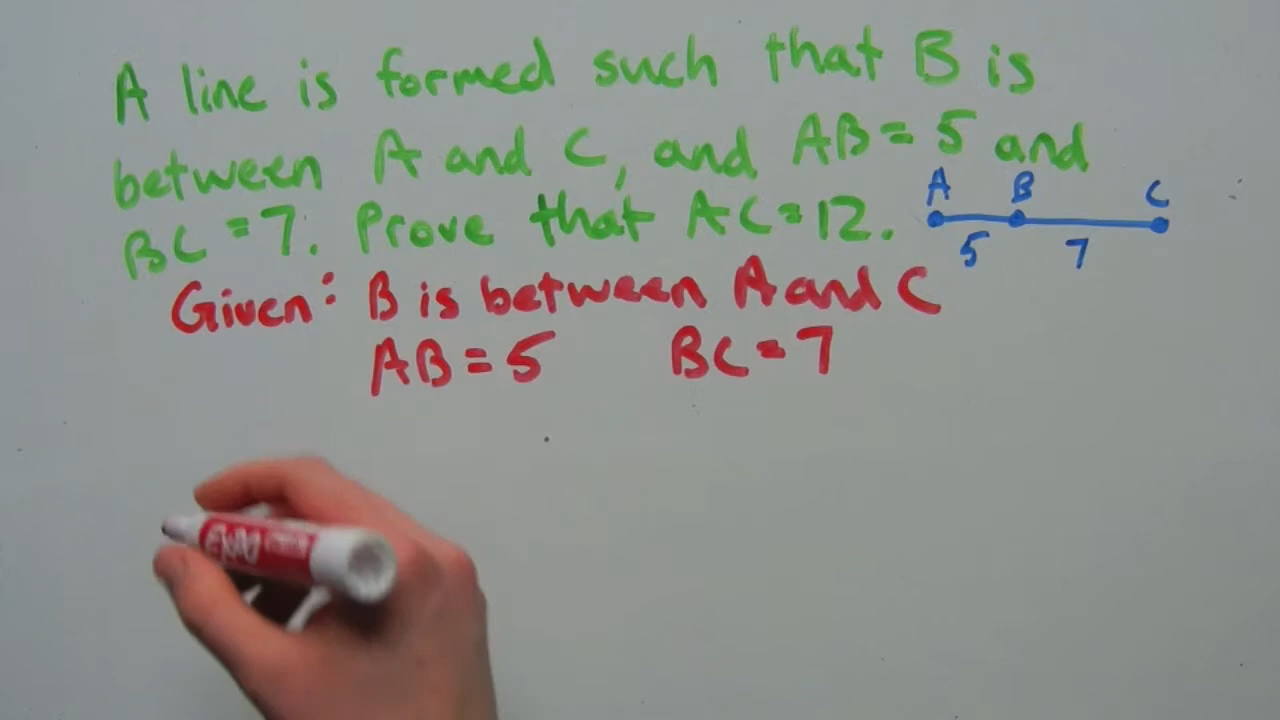 A line is formed such that B is
between A and C, and AB = 5 and
BC = 7. Prove that AC = 12.
A B C
5 7
Given: B is between A and C
AB = 5 BC = 7
EXPO